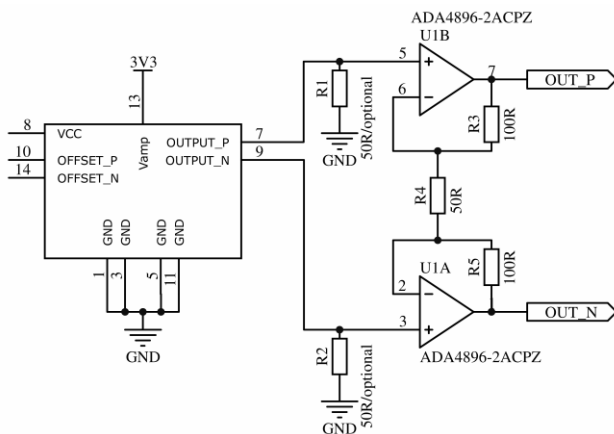 ADA4896-2ACPZ
U1B
3V3
13
5
7
OUT_P
6
R1
50R/optional
R3
100R
8
VCC
Vamp
OUTPUT_P
7
10
OFFSET_P
OUTPUT_N
9
14
OFFSET_N
GND
R4
50R
GND
GND
GND
GND
1
3
5
11
GND
U1A
2
R5
100R
3
OUT_N
R2
50R/optional
ADA4896-2ACPZ
GND